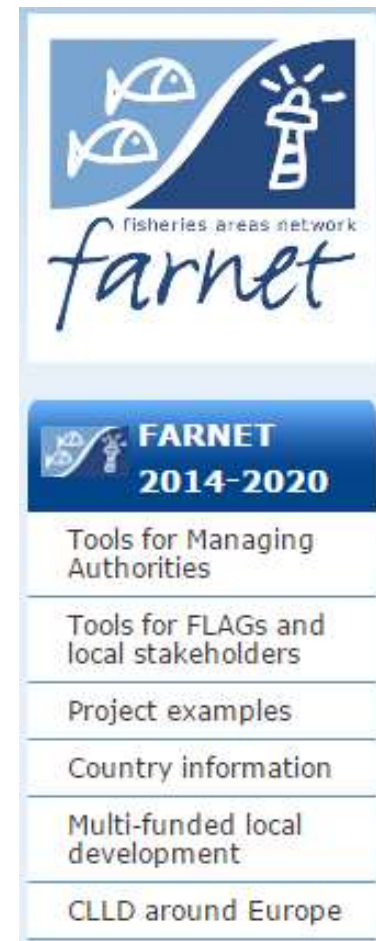 fisheries areas network
farnet
FARNET
2014-2020
Tools for Managing
Authorities
Tools for FLAGs and
local stakeholders
Project examples
Country information
Multi-funded local
development
CLLD around Europe